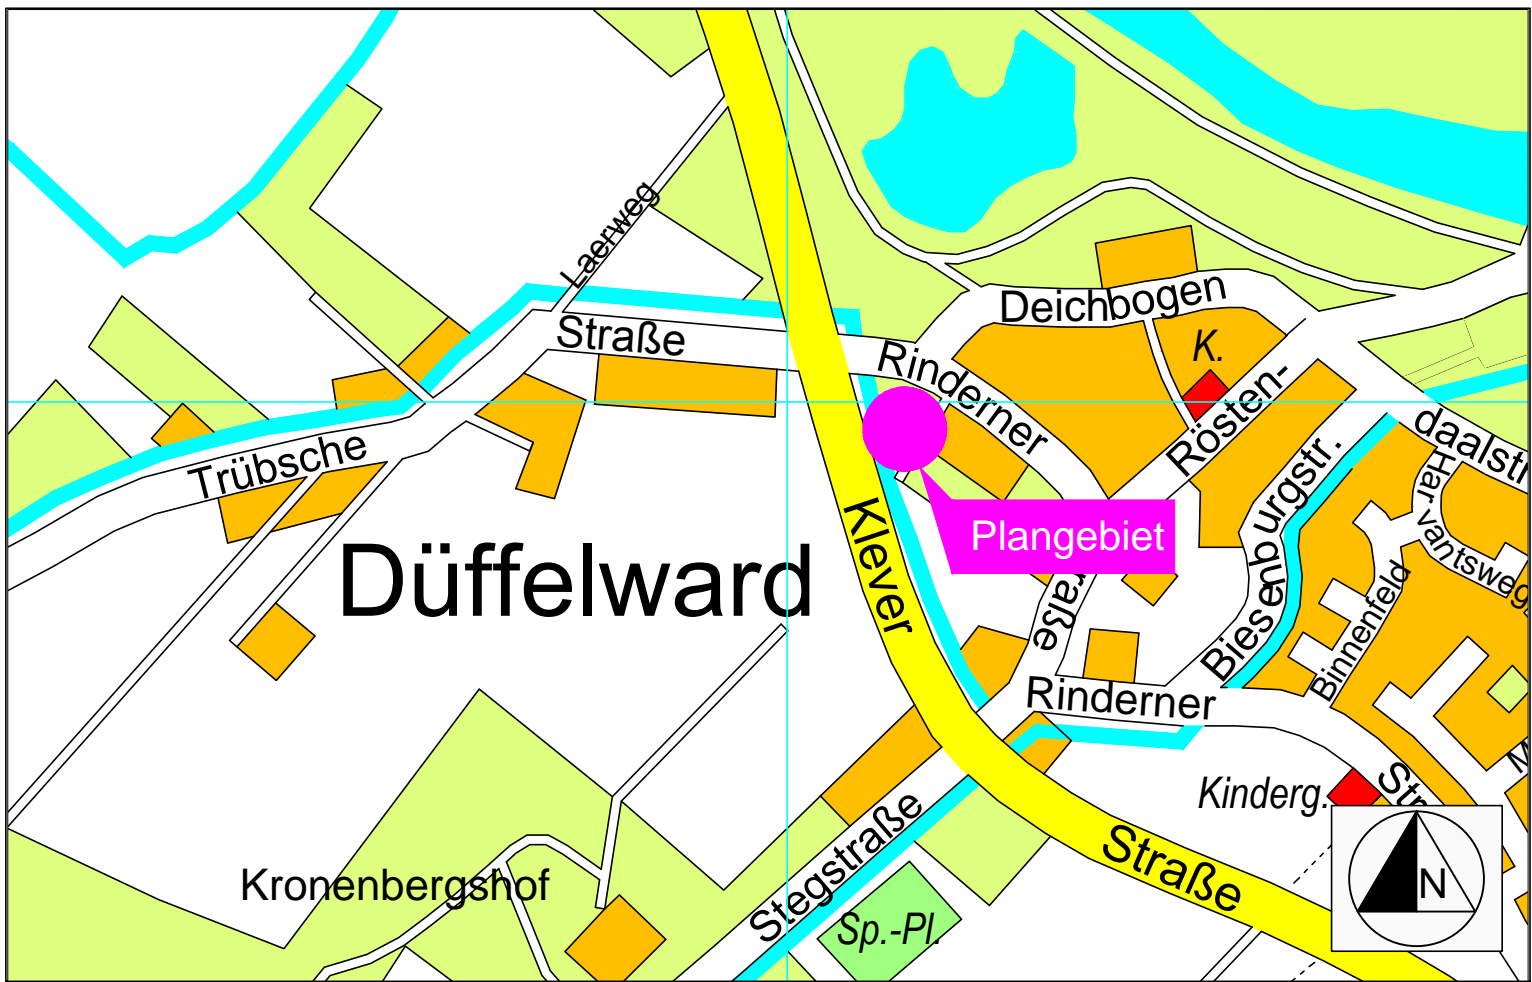 Laerweg
Deichbogen
Straße
K.
Rinderner
Rösten-
daalstr
Trübsche
Biesenburgstr.
Har
vantsweg
Klever
Plangebiet
Düffelward
raße
Binnenfeld
Rinderner
Kinderg.
Str
Straße
Kronenbergshof
Stegstraße
Sp.-Pl.
N